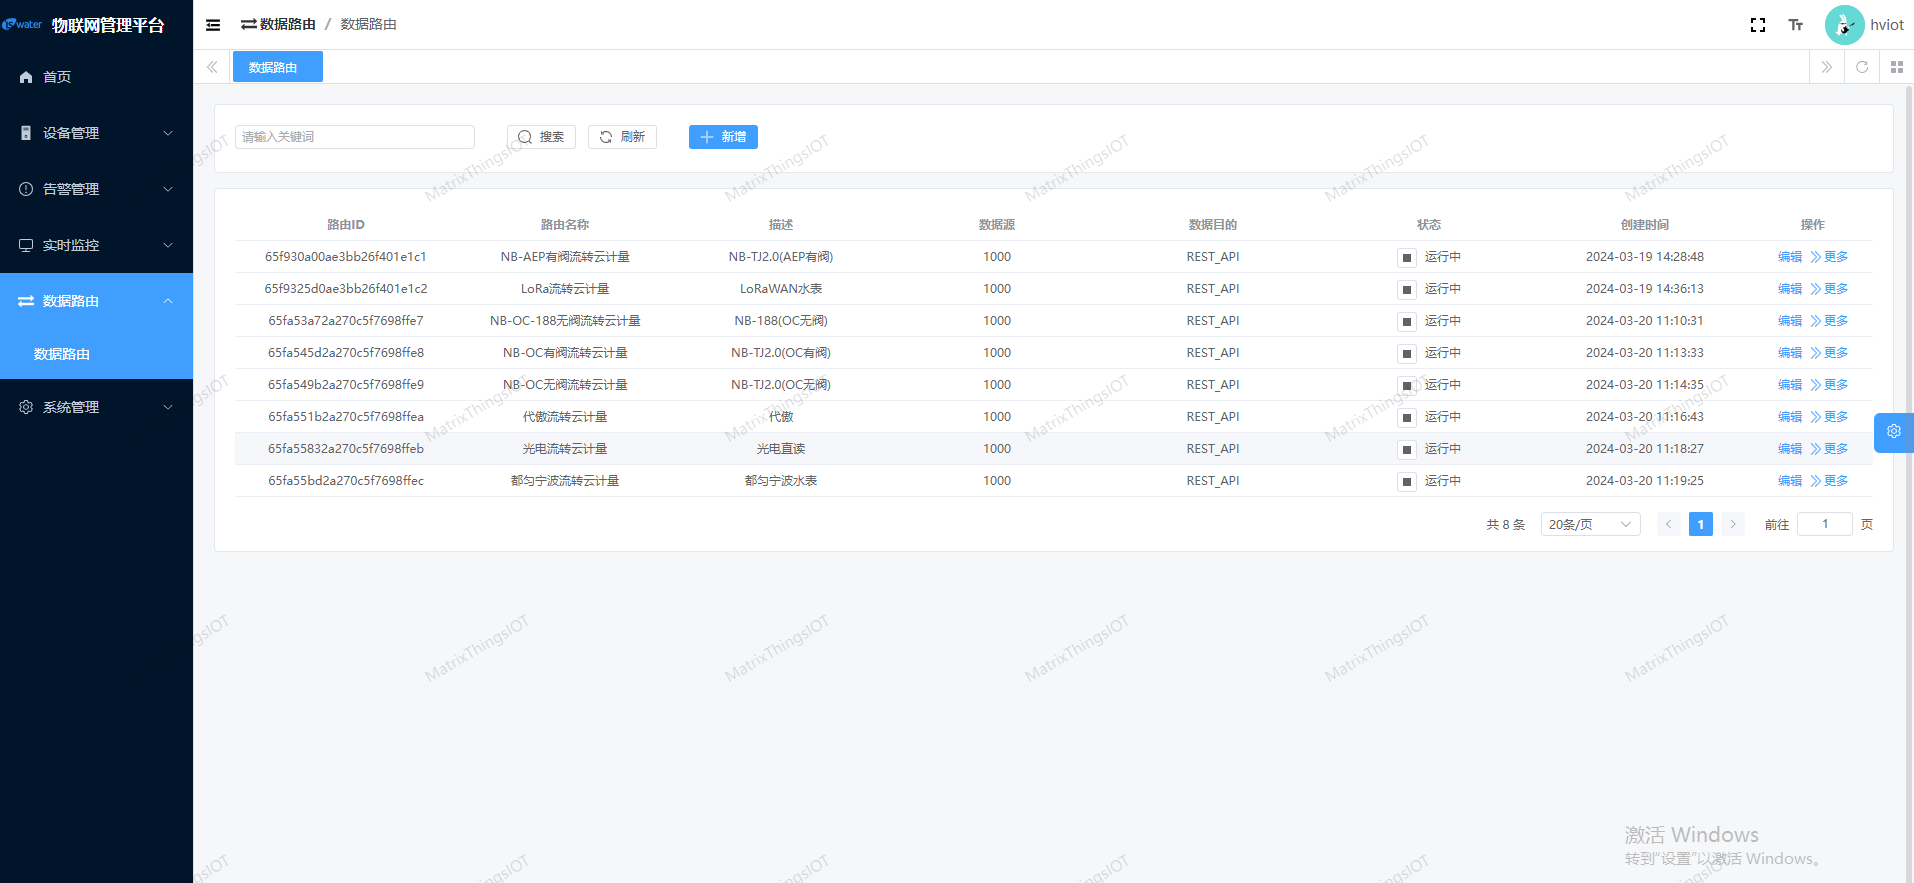 water 物联网管理平台
首页
设备管理
告警管理
实时监控
数据路由
数据路由
系统管理
数据路由 / 数据路由
hviot
数据路由
请输入关键词 搜索 刷新 新增
路由ID 路由名称 描述 数据源 数据目的 状态 创建时间 操作
65f930a00ae3bb26f401e1c1 NB-AEP有阀流转云计量 NB-TJ2.0(AEP有阀) 1000 REST_API 运行中 2024-03-19 14:28:48 编辑 更多
65f9325d0ae3bb26f401e1c2 LoRa流转云计量 LoRaWAN水表 1000 REST_API 运行中 2024-03-19 14:36:13 编辑 更多
65fa53a72a270c5f7698ffe7 NB-OC-188无阀流转云计量 NB-188(OC无阀) 1000 REST_API 运行中 2024-03-20 11:10:31 编辑 更多
65fa545d2a270c5f7698ffe8 NB-OC有阀流转云计量 NB-TJ2.0(OC有阀) 1000 REST_API 运行中 2024-03-20 11:13:33 编辑 更多
65fa549b2a270c5f7698ffe9 NB-OC无阀流转云计量 NB-TJ2.0(OC无阀) 1000 REST_API 运行中 2024-03-20 11:14:35 编辑 更多
65fa551b2a270c5f7698ffea 代傲流转云计量 代傲 1000 REST_API 运行中 2024-03-20 11:16:43 编辑 更多
65fa55832a270c5f7698ffeb 光电流转云计量 光电直读 1000 REST_API 运行中 2024-03-20 11:18:27 编辑 更多
65fa55bd2a270c5f7698ffec 都匀宁波流转云计量 都匀宁波水表 1000 REST_API 运行中 2024-03-20 11:19:25 编辑 更多
共 8 条 20条/页 1 前往 1 页
MatrixThingsIOT MatrixThingsIOT MatrixThingsIOT MatrixThingsIOT MatrixThingsIOT
MatrixThingsIOT MatrixThingsIOT MatrixThingsIOT MatrixThingsIOT MatrixThingsIOT
MatrixThingsIOT MatrixThingsIOT MatrixThingsIOT MatrixThingsIOT MatrixThingsIOT
激活 Windows
转到“设置”以激活 Windows。